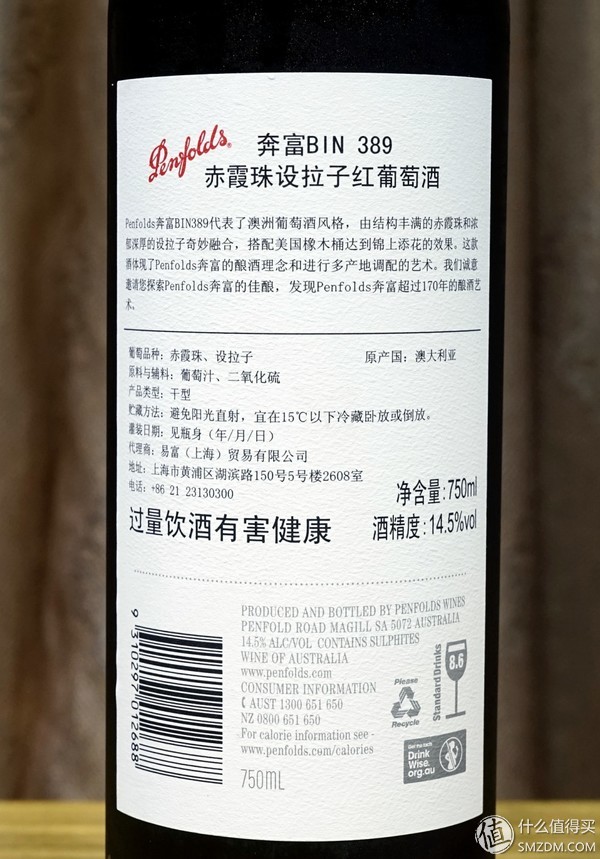 Penfolds
奔富BIN 389
赤霞珠设拉子红葡萄酒
Penfolds奔富BIN389代表了澳洲葡萄酒风格，由结构丰满的赤霞珠和浓
郁深厚的设拉子奇妙融合，搭配美国橡木桶达到锦上添花的效果。这款
酒体现了Penfolds奔富的酿酒理念和进行多产地调配的艺术。我们诚意
邀请您探索Penfolds奔富的佳酿，发现Penfolds奔富超过170年的酿酒艺
术。
葡萄品种：赤霞珠、设拉子
原产国：澳大利亚
原料与辅料：葡萄汁、二氧化硫
产品类型：干型
贮藏方法：避免阳光直射，宜在15℃以下冷藏卧放或倒放。
灌装日期：见瓶身（年/月/日）
代理商：易富（上海）贸易有限公司
地址：上海市黄浦区湖滨路150号5号楼2608室
电话：+86 21 23130300
净含量：750ml
过量饮酒有害健康
酒精度：14.5%vol
9 310297 012688
PRODUCED AND BOTTLED BY PENFOLDS WINES
PENFOLD ROAD MAGILL SA 5072 AUSTRALIA
14.5% ALC/VOL CONTAINS SULPHITES
WINE OF AUSTRALIA
www.penfolds.com
CONSUMER INFORMATION
AUST 1300 651 650
NZ 0800 651 650
For calorie information see -
www.penfolds.com/calories
750ML
Please
Recycle
Standard Drinks
8.6
Get the facts
Drink
Wise.
org.au
值 什么值得买
SMZDM.COM